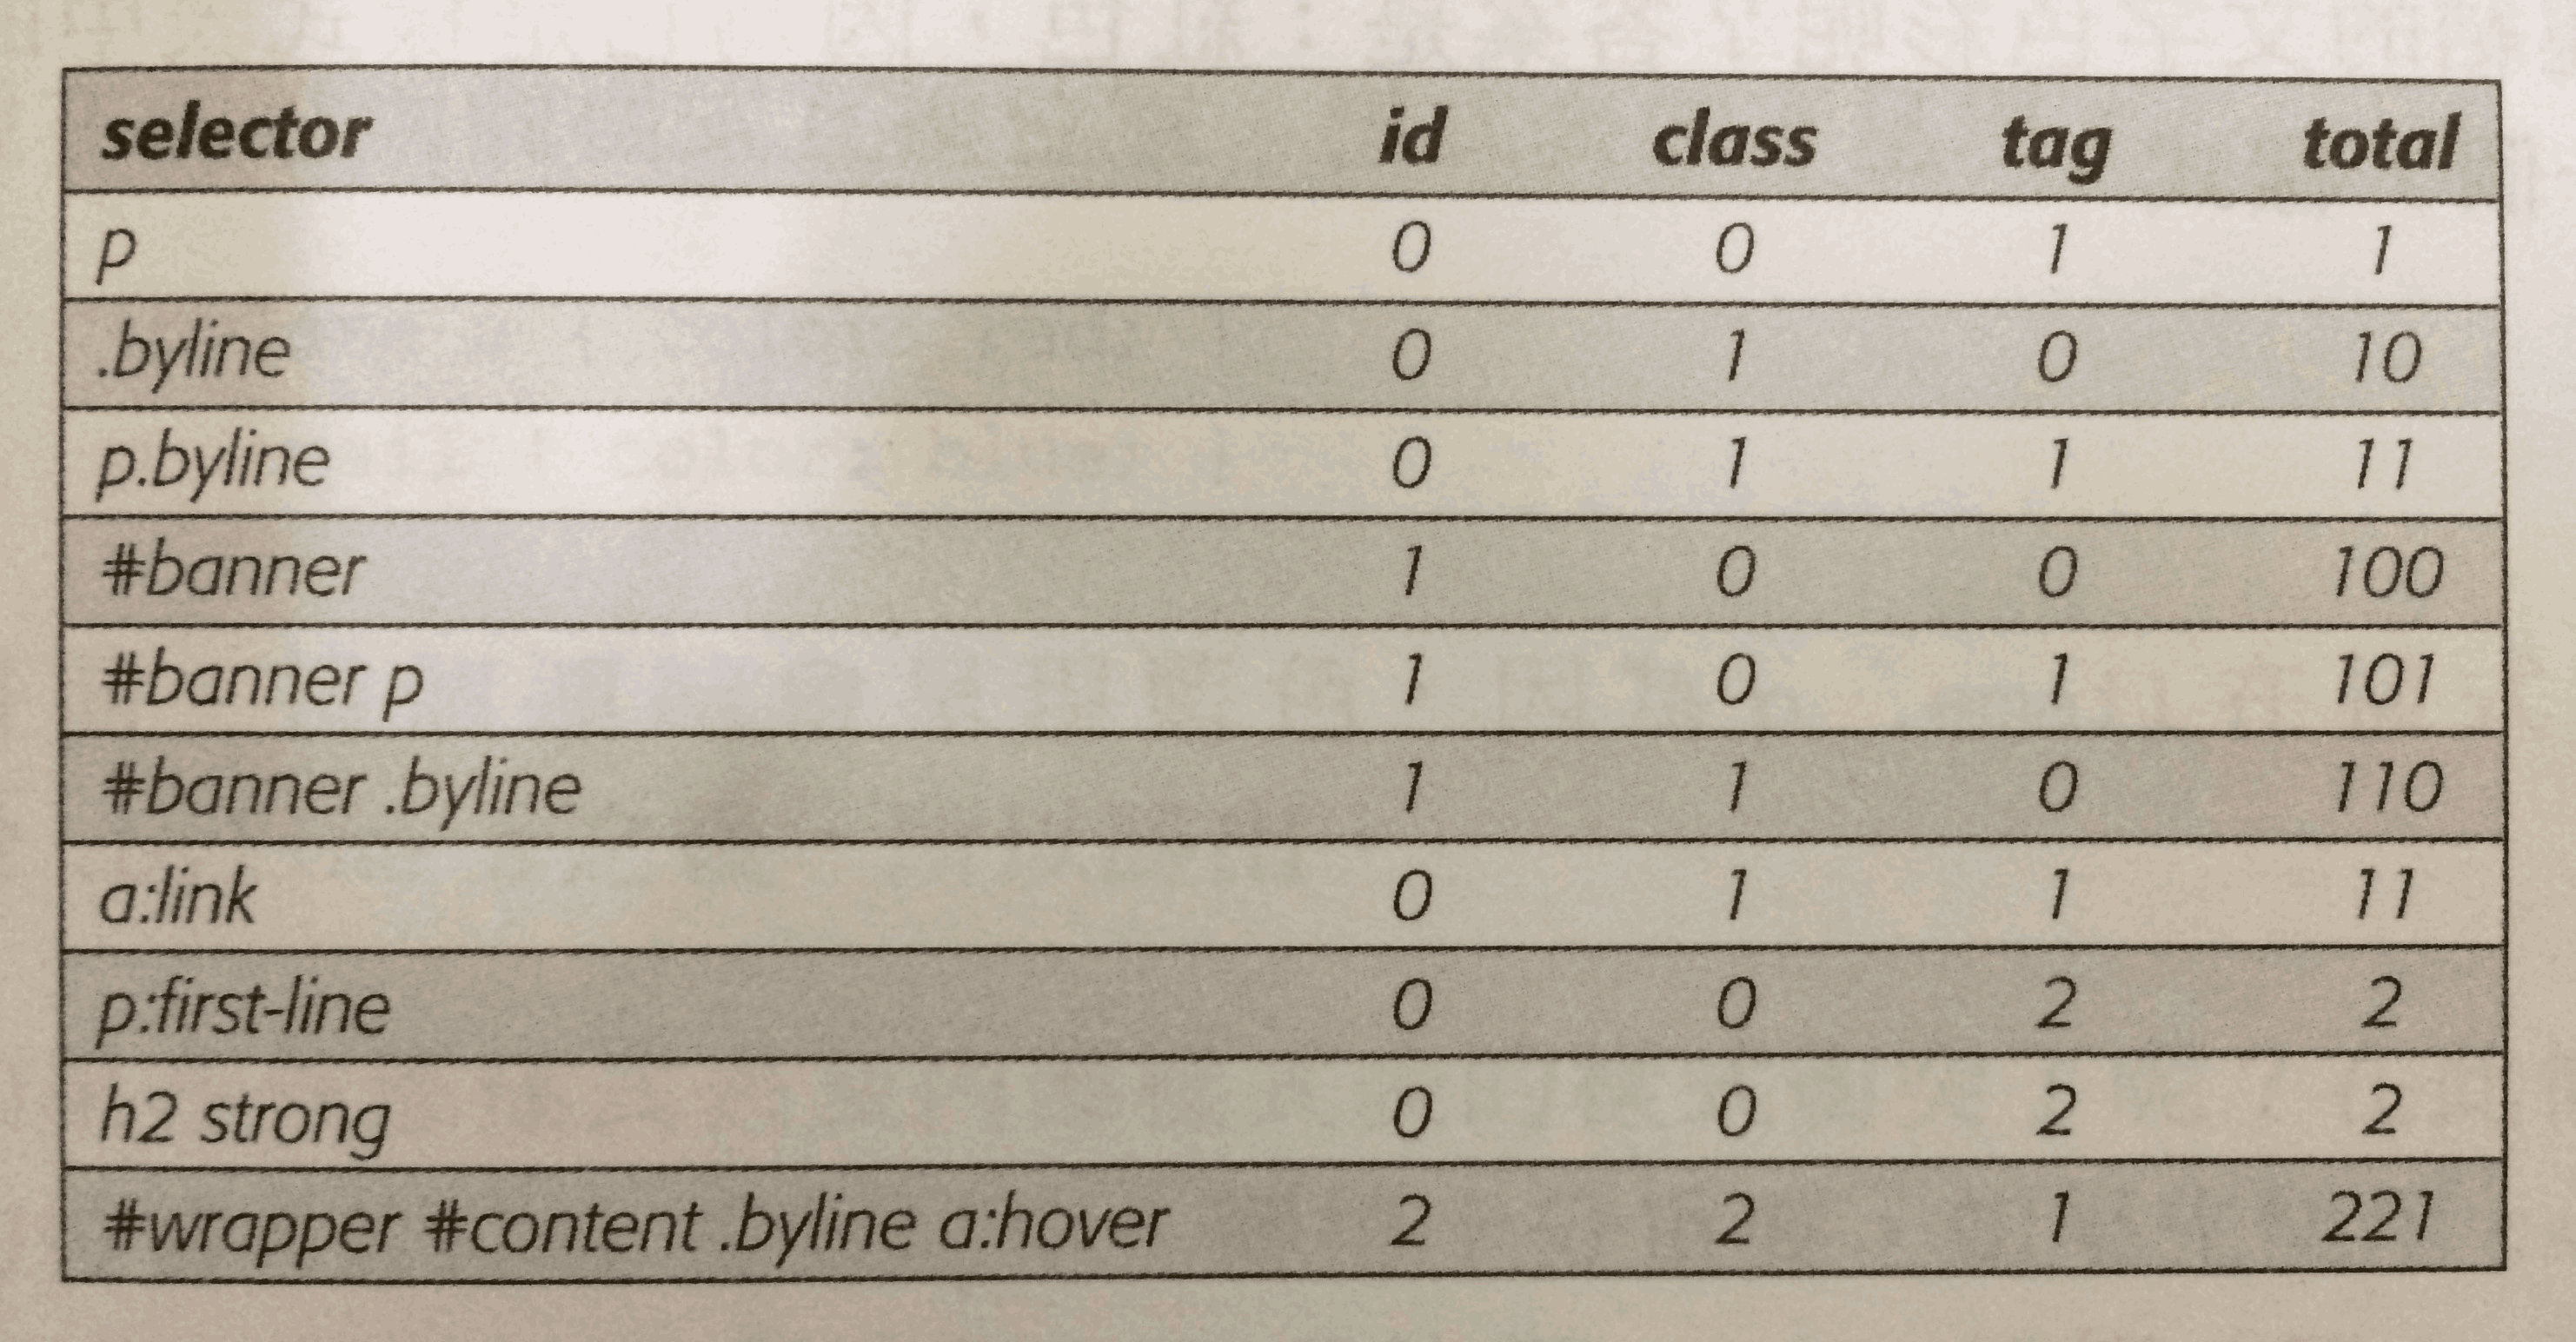 selector id class tag total
p 0 0 1 1
.byline 0 1 0 10
p.byline 0 1 1 11
#banner 1 0 0 100
#banner p 1 0 1 101
#banner .byline 1 1 0 110
a:link 0 1 1 11
p:first-line 0 0 2 2
h2 strong 0 0 2 2
#wrapper #content .byline a:hover 2 2 1 221